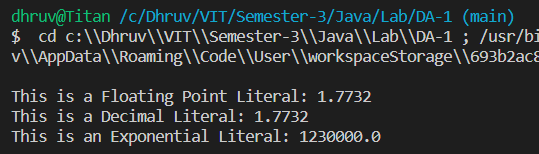 dhruv@Titan /c/Dhruv/VIT/Semester-3/Java/Lab/DA-1 (main)
$  cd c:\\Dhruv\\VIT\\Semester-3\\Java\\Lab\\DA-1 ; /usr/bi
v\\AppData\\Roaming\\Code\\User\\workspaceStorage\\693b2ac8
This is a Floating Point Literal: 1.7732
This is a Decimal Literal: 1.7732
This is an Exponential Literal: 1230000.0